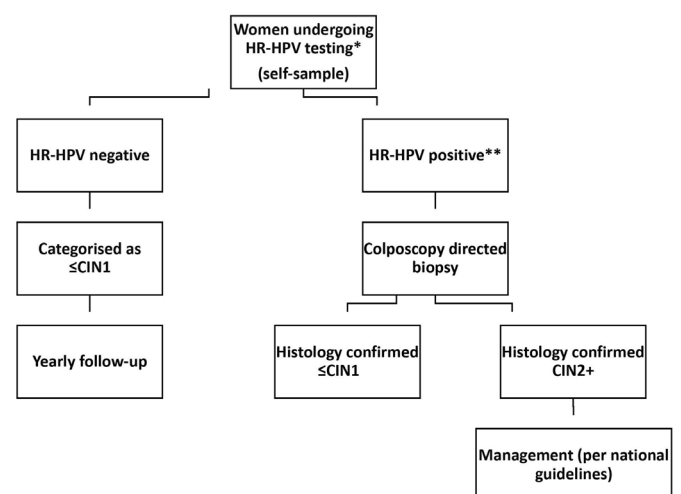 Women undergoing
HR-HPV testing*
(self-sample)
HR-HPV negative
HR-HPV positive**
Categorised as
≤CIN1
Colposcopy directed
biopsy
Yearly follow-up
Histology confirmed
≤CIN1
Histology confirmed
CIN2+
Management (per national
guidelines)